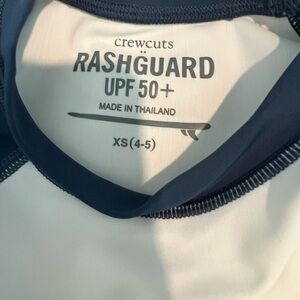 crewcuts
RASHGUARD
UPF 50+
MADE IN THAILAND
XS (4-5)